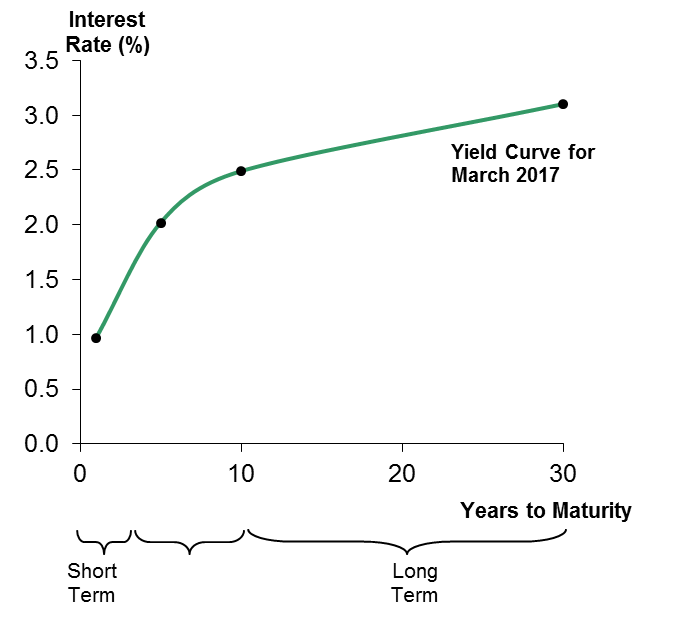 Interest
Rate (%)
3.5
3.0
2.5
2.0
1.5
1.0
0.5
0.0
Yield Curve for
March 2017
0 10 20 30
Years to Maturity
Short
Term
Long
Term